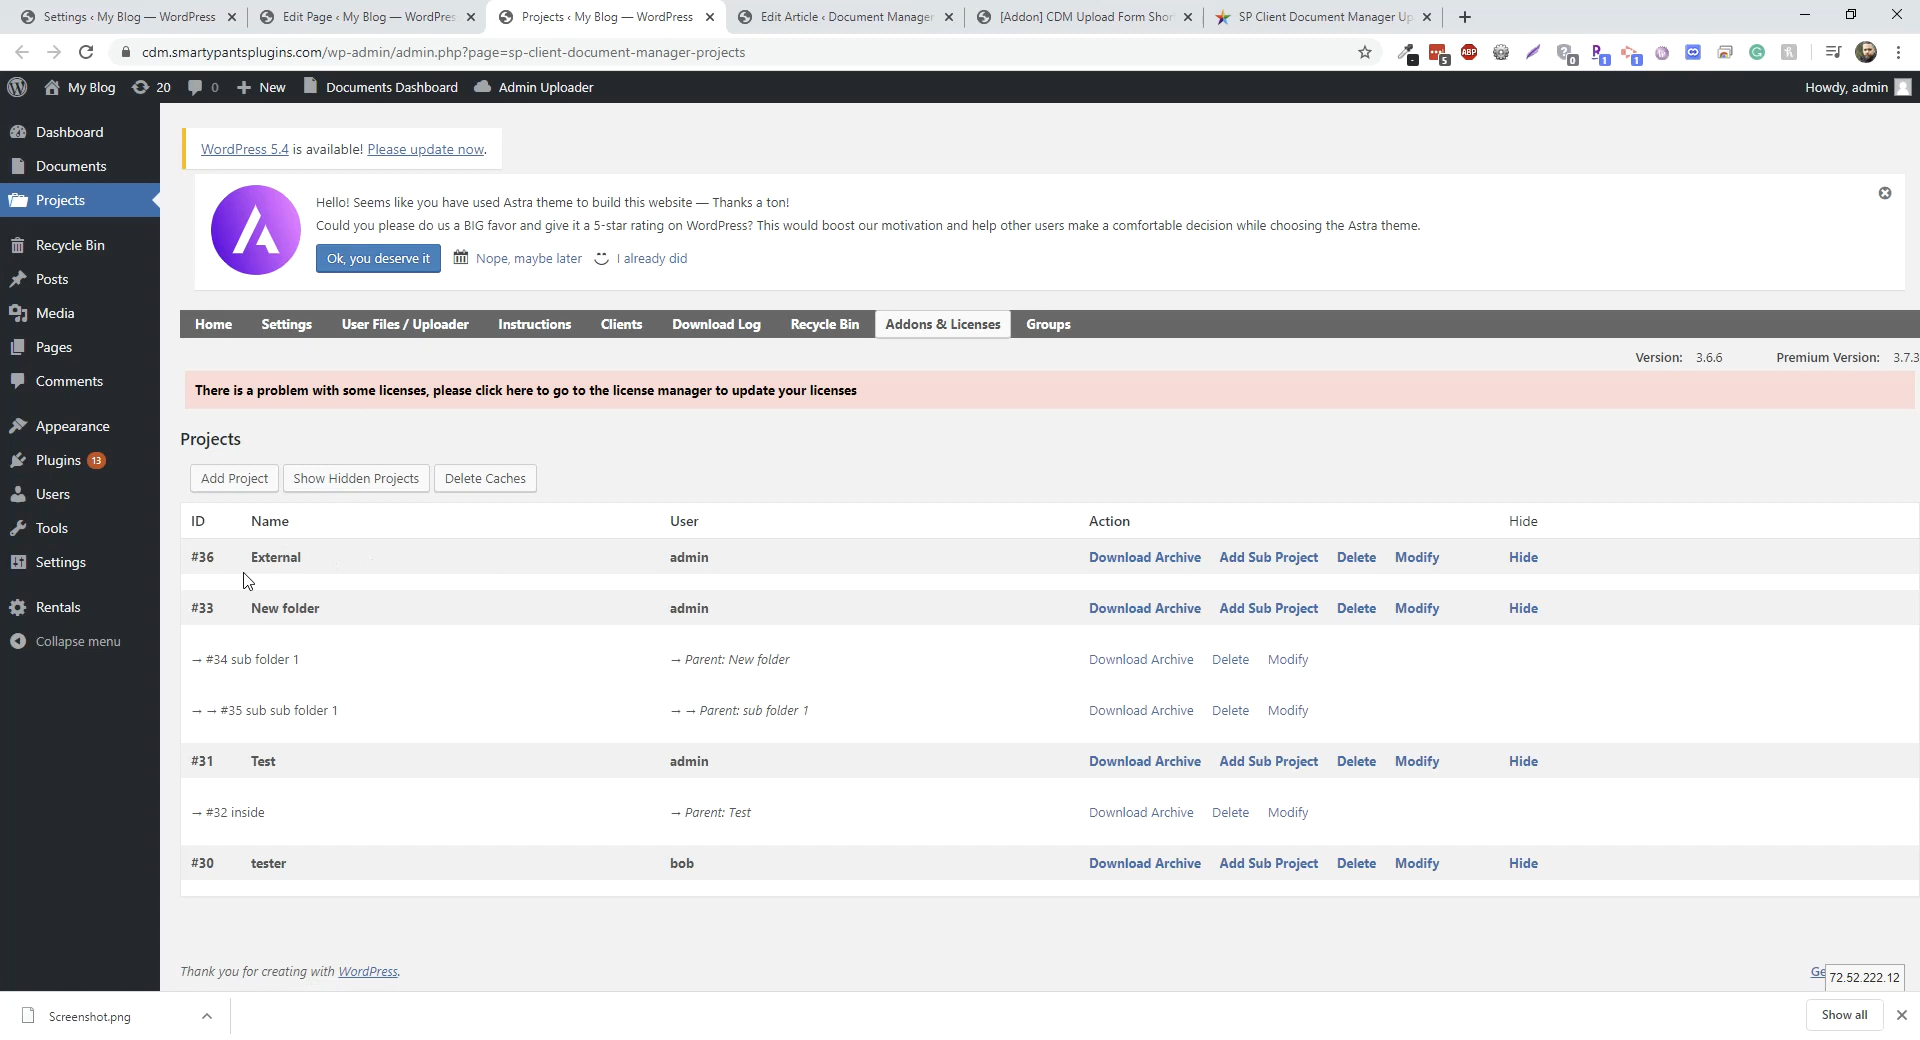 Settings ‹ My Blog — WordPress
Edit Page ‹ My Blog — WordPres
Projects ‹ My Blog — WordPress
Edit Article ‹ Document Manager
[Addon] CDM Upload Form Shor
SP Client Document Manager Up
cdm.smartypantsplugins.com/wp-admin/admin.php?page=sp-client-document-manager-projects
My Blog
20
0
New
Documents Dashboard
Admin Uploader
Howdy, admin
Dashboard
Documents
Projects
Recycle Bin
Posts
Media
Pages
Comments
Appearance
Plugins 13
Users
Tools
Settings
Rentals
Collapse menu
WordPress 5.4 is available! Please update now.
Hello! Seems like you have used Astra theme to build this website — Thanks a ton!
Could you please do us a BIG favor and give it a 5-star rating on WordPress? This would boost our motivation and help other users make a comfortable decision while choosing the Astra theme.
Ok, you deserve it
Nope, maybe later
I already did
Home Settings User Files / Uploader Instructions Clients Download Log Recycle Bin Addons & Licenses Groups
Version: 3.6.6 Premium Version: 3.7.3
There is a problem with some licenses, please click here to go to the license manager to update your licenses
Projects
Add Project Show Hidden Projects Delete Caches
ID Name User Action Hide
#36 External admin Download Archive Add Sub Project Delete Modify Hide
#33 New folder admin Download Archive Add Sub Project Delete Modify Hide
→ #34 sub folder 1 → Parent: New folder Download Archive Delete Modify
→ → #35 sub sub folder 1 → → Parent: sub folder 1 Download Archive Delete Modify
#31 Test admin Download Archive Add Sub Project Delete Modify Hide
→ #32 inside → Parent: Test Download Archive Delete Modify
#30 tester bob Download Archive Add Sub Project Delete Modify Hide
Thank you for creating with WordPress.
Ge
72.52.222.12
Screenshot.png
Show all